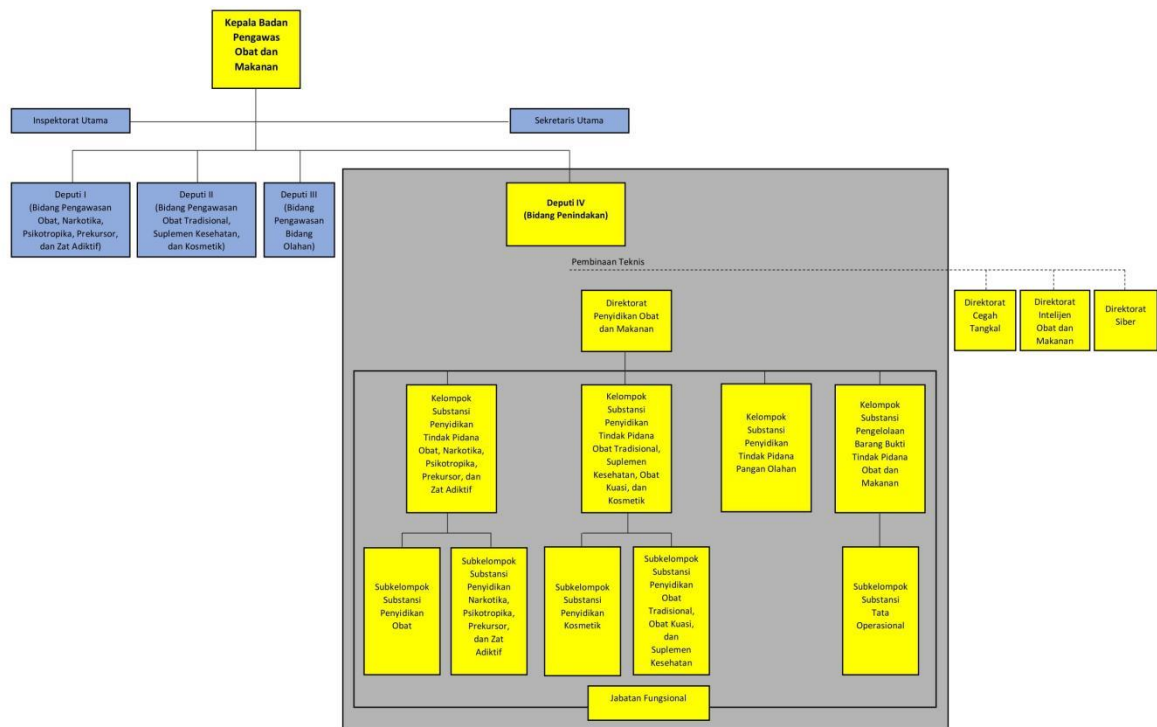 Kepala Badan
Pengawas
Obat dan
Makanan
Inspektorat Utama
Sekretaris Utama
Deputi I
(Bidang Pengawasan
Obat, Narkotika,
Psikotropika, Prekursor,
dan Zat Adiktif)
Deputi II
(Bidang Pengawasan
Obat Tradisional,
Suplemen Kesehatan,
dan Kosmetik)
Deputi III
(Bidang
Pengawasan
Bidang
Olahan)
Deputi IV
(Bidang Penindakan)
Pembinaan Teknis
Direktorat
Penyidikan Obat
dan Makanan
Direktorat
Cegah
Tangkal
Direktorat
Intelijen
Obat dan
Makanan
Direktorat
Siber
Kelompok
Substansi
Penyidikan
Tindak Pidana
Obat, Narkotika,
Psikotropika,
Prekursor, dan
Zat Adiktif
Kelompok
Substansi
Penyidikan
Tindak Pidana
Obat Tradisional,
Suplemen
Kesehatan, Obat
Kuasi, dan
Kosmetik
Kelompok
Substansi
Penyidikan
Tindak Pidana
Pangan Olahan
Kelompok
Substansi
Pengelolaan
Barang Bukti
Tindak Pidana
Obat dan
Makanan
Subkelompok
Substansi
Penyidikan
Obat
Subkelompok
Substansi
Penyidikan
Narkotika,
Psikotropika,
Prekursor,
dan Zat
Adiktif
Subkelompok
Substansi
Penyidikan
Kosmetik
Subkelompok
Substansi
Penyidikan
Obat
Tradisional,
Obat Kuasi,
dan
Suplemen
Kesehatan
Subkelompok
Substansi
Tata
Operasional
Jabatan Fungsional